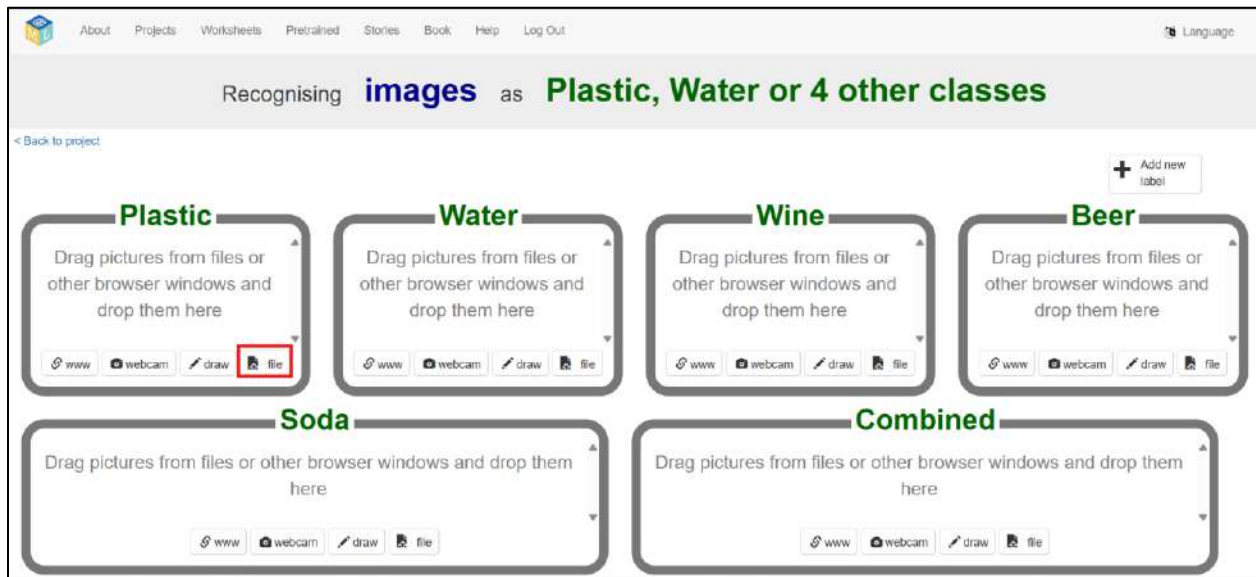 About Projects Worksheets Pretrained Stories Book Help Log Out Language
Recognising images as Plastic, Water or 4 other classes
< Back to project
Add new
label
Plastic
Drag pictures from files or
other browser windows and
drop them here
www webcam draw file
Water
Drag pictures from files or
other browser windows and
drop them here
www webcam draw file
Wine
Drag pictures from files or
other browser windows and
drop them here
www webcam draw file
Beer
Drag pictures from files or
other browser windows and
drop them here
www webcam draw file
Soda
Drag pictures from files or other browser windows and drop them
here
www webcam draw file
Combined
Drag pictures from files or other browser windows and drop them
here
www webcam draw file